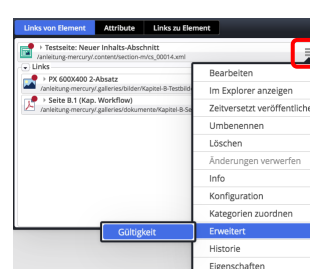 Links von Element Attribute Links zu Element
Testseite: Neuer Inhalts-Abschnitt
/anleitung-mercury/.content/section-m/cs_00014.xml
Links
PX 600X400 2-Absatz
/anleitung-mercury/.galleries/bilder/Kapitel-B-Testbild
Seite B.1 (Kap. Workflow)
/anleitung-mercury/.galleries/dokumente/Kapitel-B-Se
Bearbeiten
Im Explorer anzeigen
Zeitversetzt veröffentliche
Umbenennen
Löschen
Änderungen verwerfen
Info
Konfiguration
Kategorien zuordnen
Gültigkeit
Erweitert
Historie
Eigenschaften